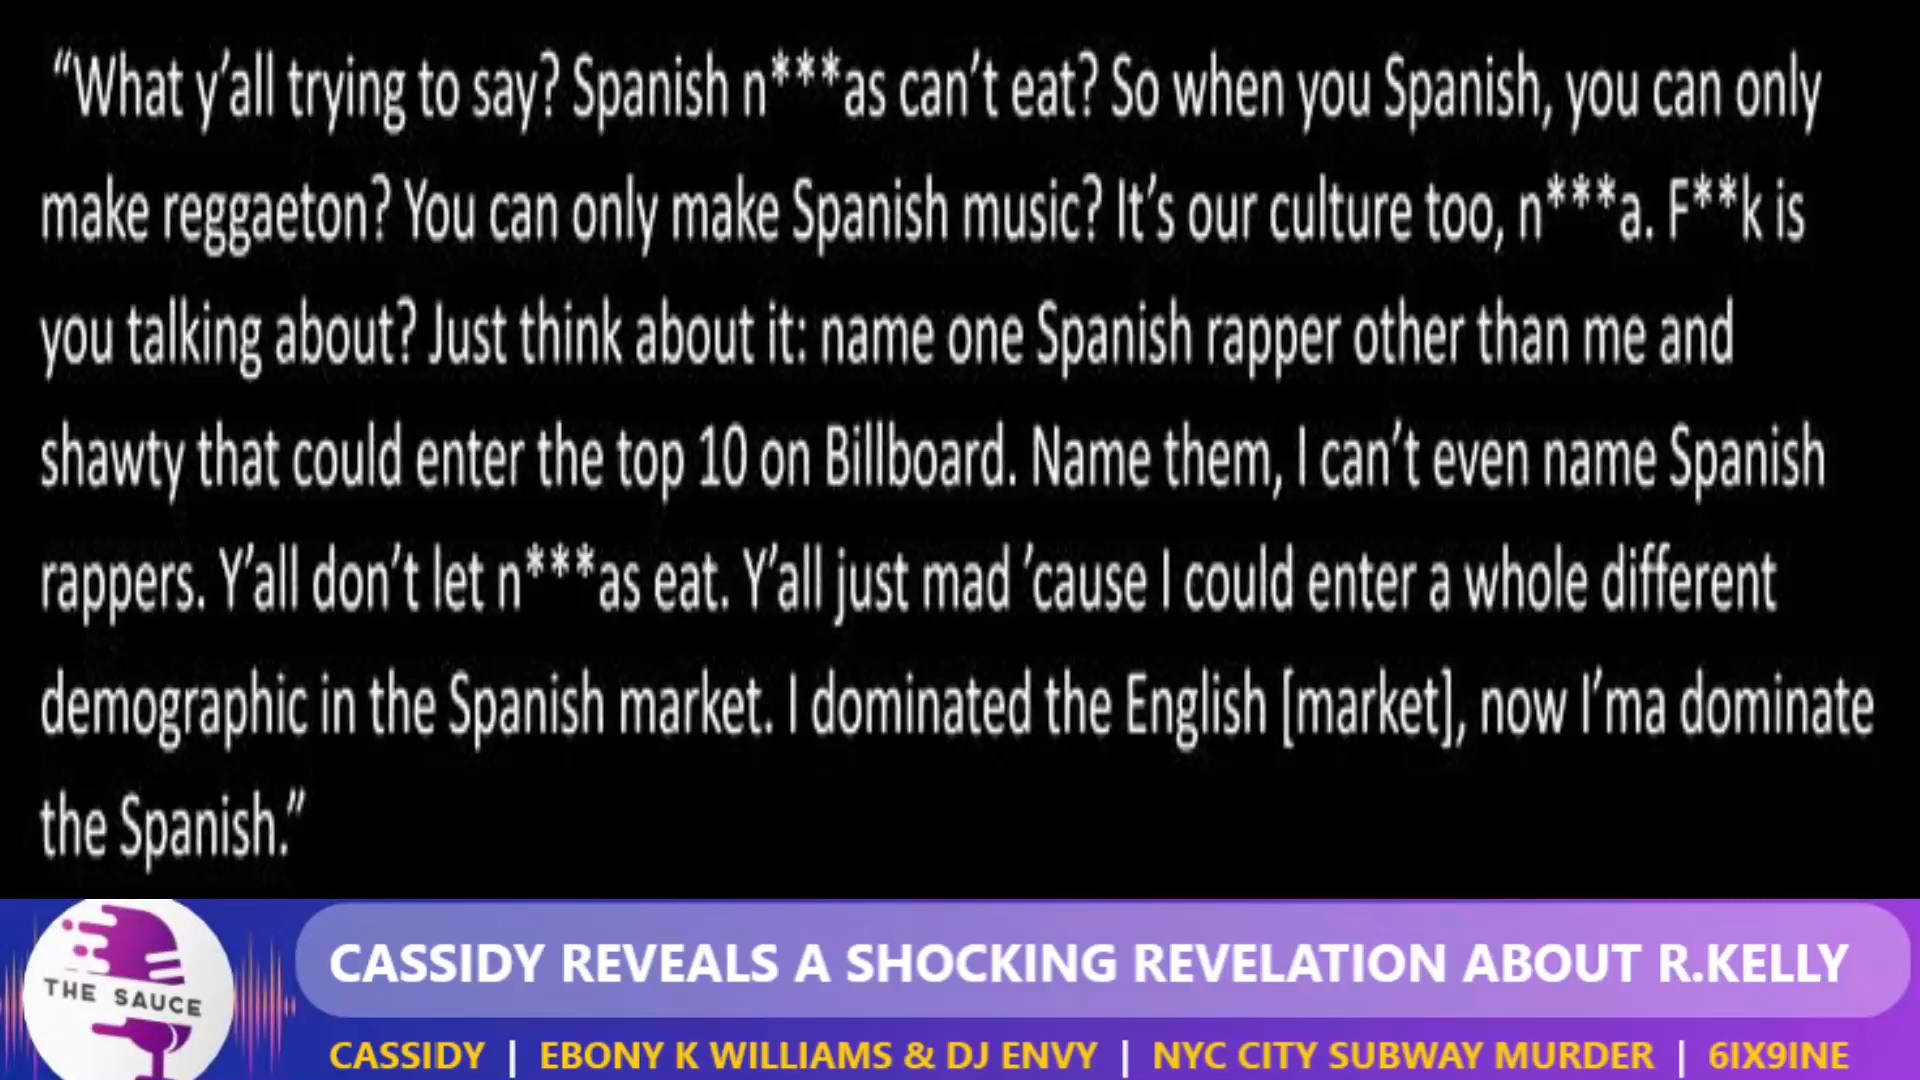 “What y’all trying to say? Spanish n***as can’t eat? So when you Spanish, you can only
make reggaeton? You can only make Spanish music? It’s our culture too, n***a. F**k is
you talking about? Just think about it: name one Spanish rapper other than me and
shawty that could enter the top 10 on Billboard. Name them, I can’t even name Spanish
rappers. Y’all don’t let n***as eat. Y’all just mad ’cause I could enter a whole different
demographic in the Spanish market. I dominated the English [market], now I’ma dominate
the Spanish.”
THE SAUCE
CASSIDY REVEALS A SHOCKING REVELATION ABOUT R.KELLY
CASSIDY | EBONY K WILLIAMS & DJ ENVY | NYC CITY SUBWAY MURDER | 6IX9INE